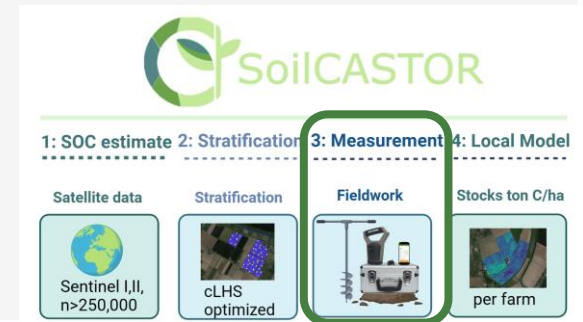 SoilCASTOR
1: SOC estimate 2: Stratification 3: Measurement 4: Local Model
Satellite data Stratification Fieldwork Stocks ton C/ha
Sentinel I,II,
n>250,000
cLHS
optimized
per farm